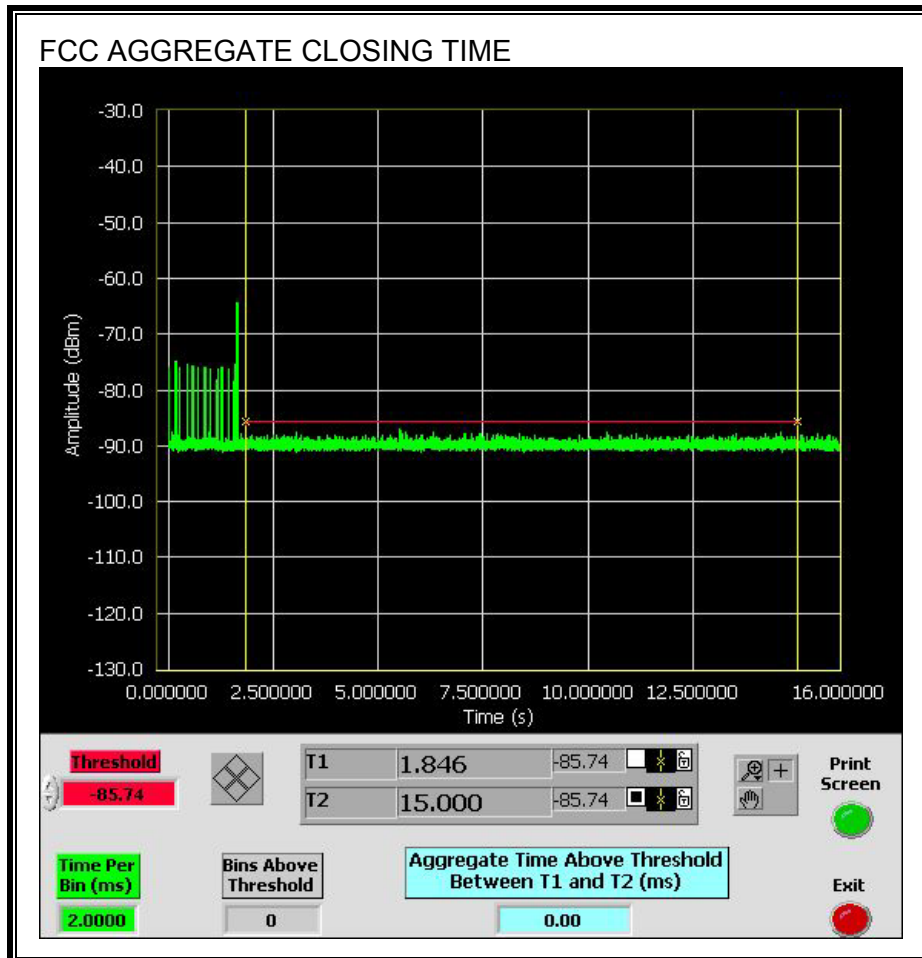 FCC AGGREGATE CLOSING TIME
-30.0
-40.0
-50.0
-60.0
-70.0
-80.0
-90.0
-100.0
-110.0
-120.0
-130.0
Amplitude (dBm)
0.000000 2.500000 5.000000 7.500000 10.000000 12.500000 16.000000
Time (s)
Threshold
-85.74
T1 1.846 -85.74
T2 15.000 -85.74
Print
Screen
Time Per
Bin (ms)
2.0000
Bins Above
Threshold
0
Aggregate Time Above Threshold
Between T1 and T2 (ms)
0.00
Exit